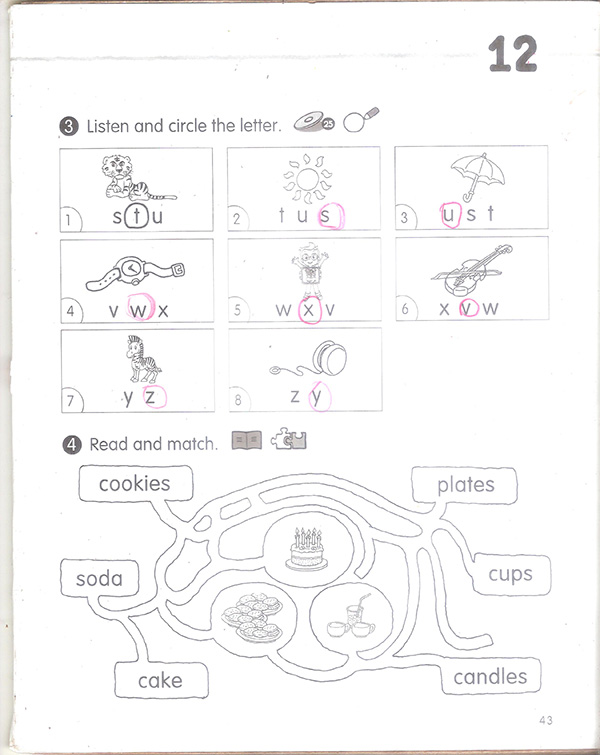 12
3 Listen and circle the letter. 25
1 s t u
2 t u s
3 u s t
4 v w x
5 w x v
6 x v w
7 y z
8 z y
4 Read and match.
cookies
plates
soda
cups
cake
candles
43